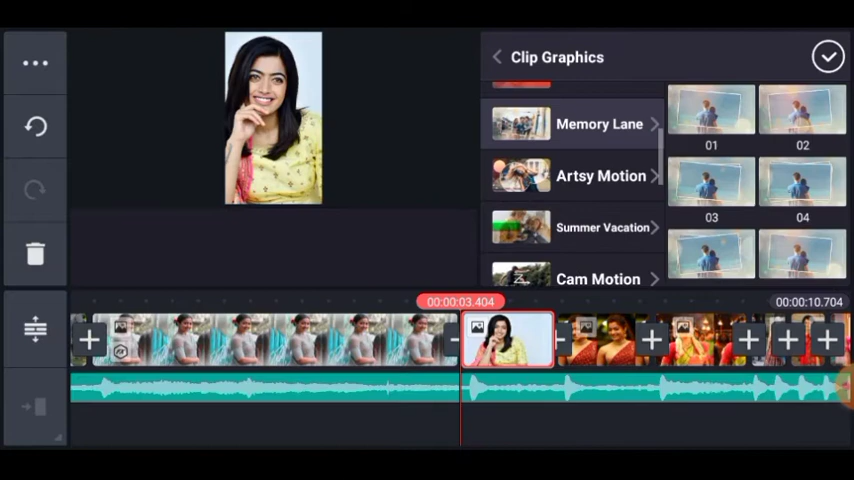 Clip Graphics
Memory Lane
Artsy Motion
Summer Vacation
Cam Motion
01
02
03
04
00:00:03.404
00:00:10.704